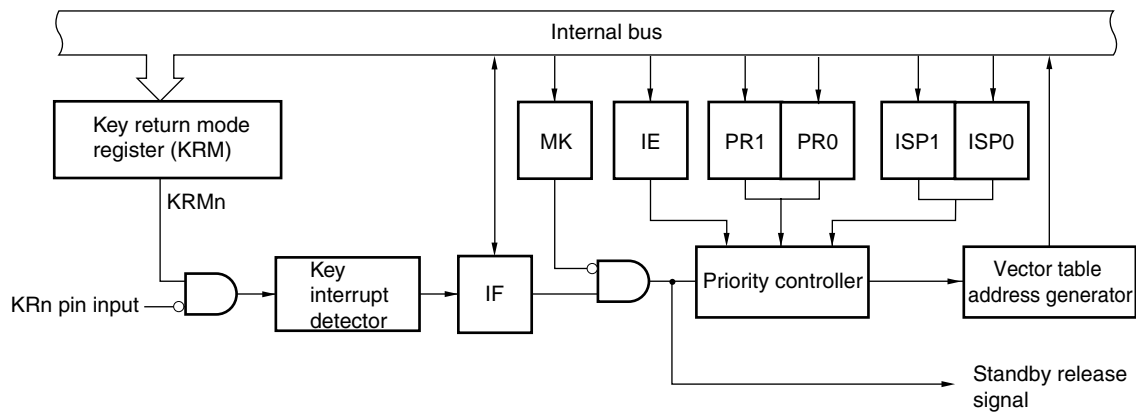 Internal bus
Key return mode
register (KRM)
MK
IE
PR1
PR0
ISP1
ISP0
KRMn
KRn pin input
Key
interrupt
detector
IF
Priority controller
Vector table
address generator
Standby release
signal